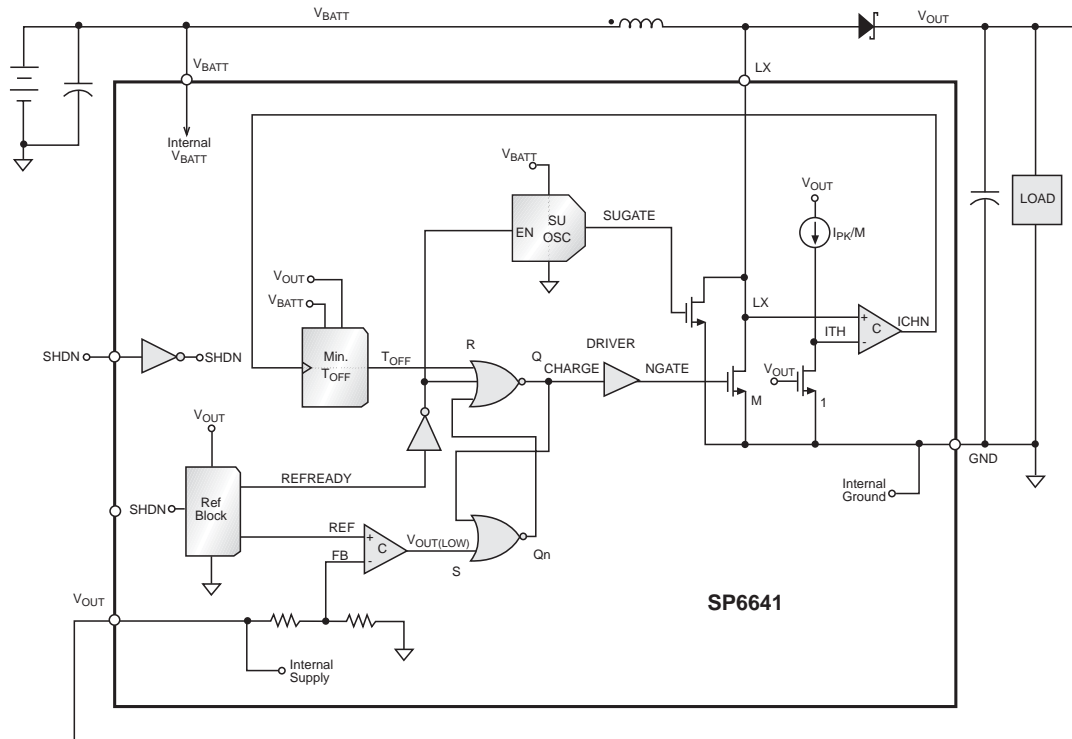 VBATT
VOUT
VBATT
LX
Internal
VBATT
VBATT
SU
OSC
EN
SUGATE
VOUT
IPK/M
VOUT
VBATT
Min.
TOFF
TOFF
R
Q
CHARGE
DRIVER
NGATE
LX
ITH
+
-
C
ICHN
VOUT
M
1
LOAD
GND
Internal
Ground
SHDN
SHDN
VOUT
REFREADY
SHDN
Ref
Block
REF
FB
+
-
C
VOUT(LOW)
S
Qn
VOUT
Internal
Supply
SP6641